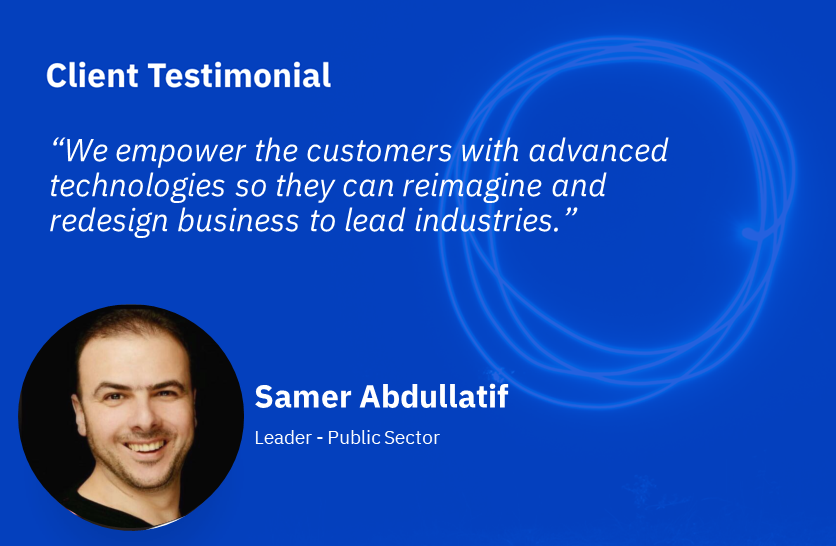 Client Testimonial
“We empower the customers with advanced
technologies so they can reimagine and
redesign business to lead industries.”
Samer Abdullatif
Leader - Public Sector